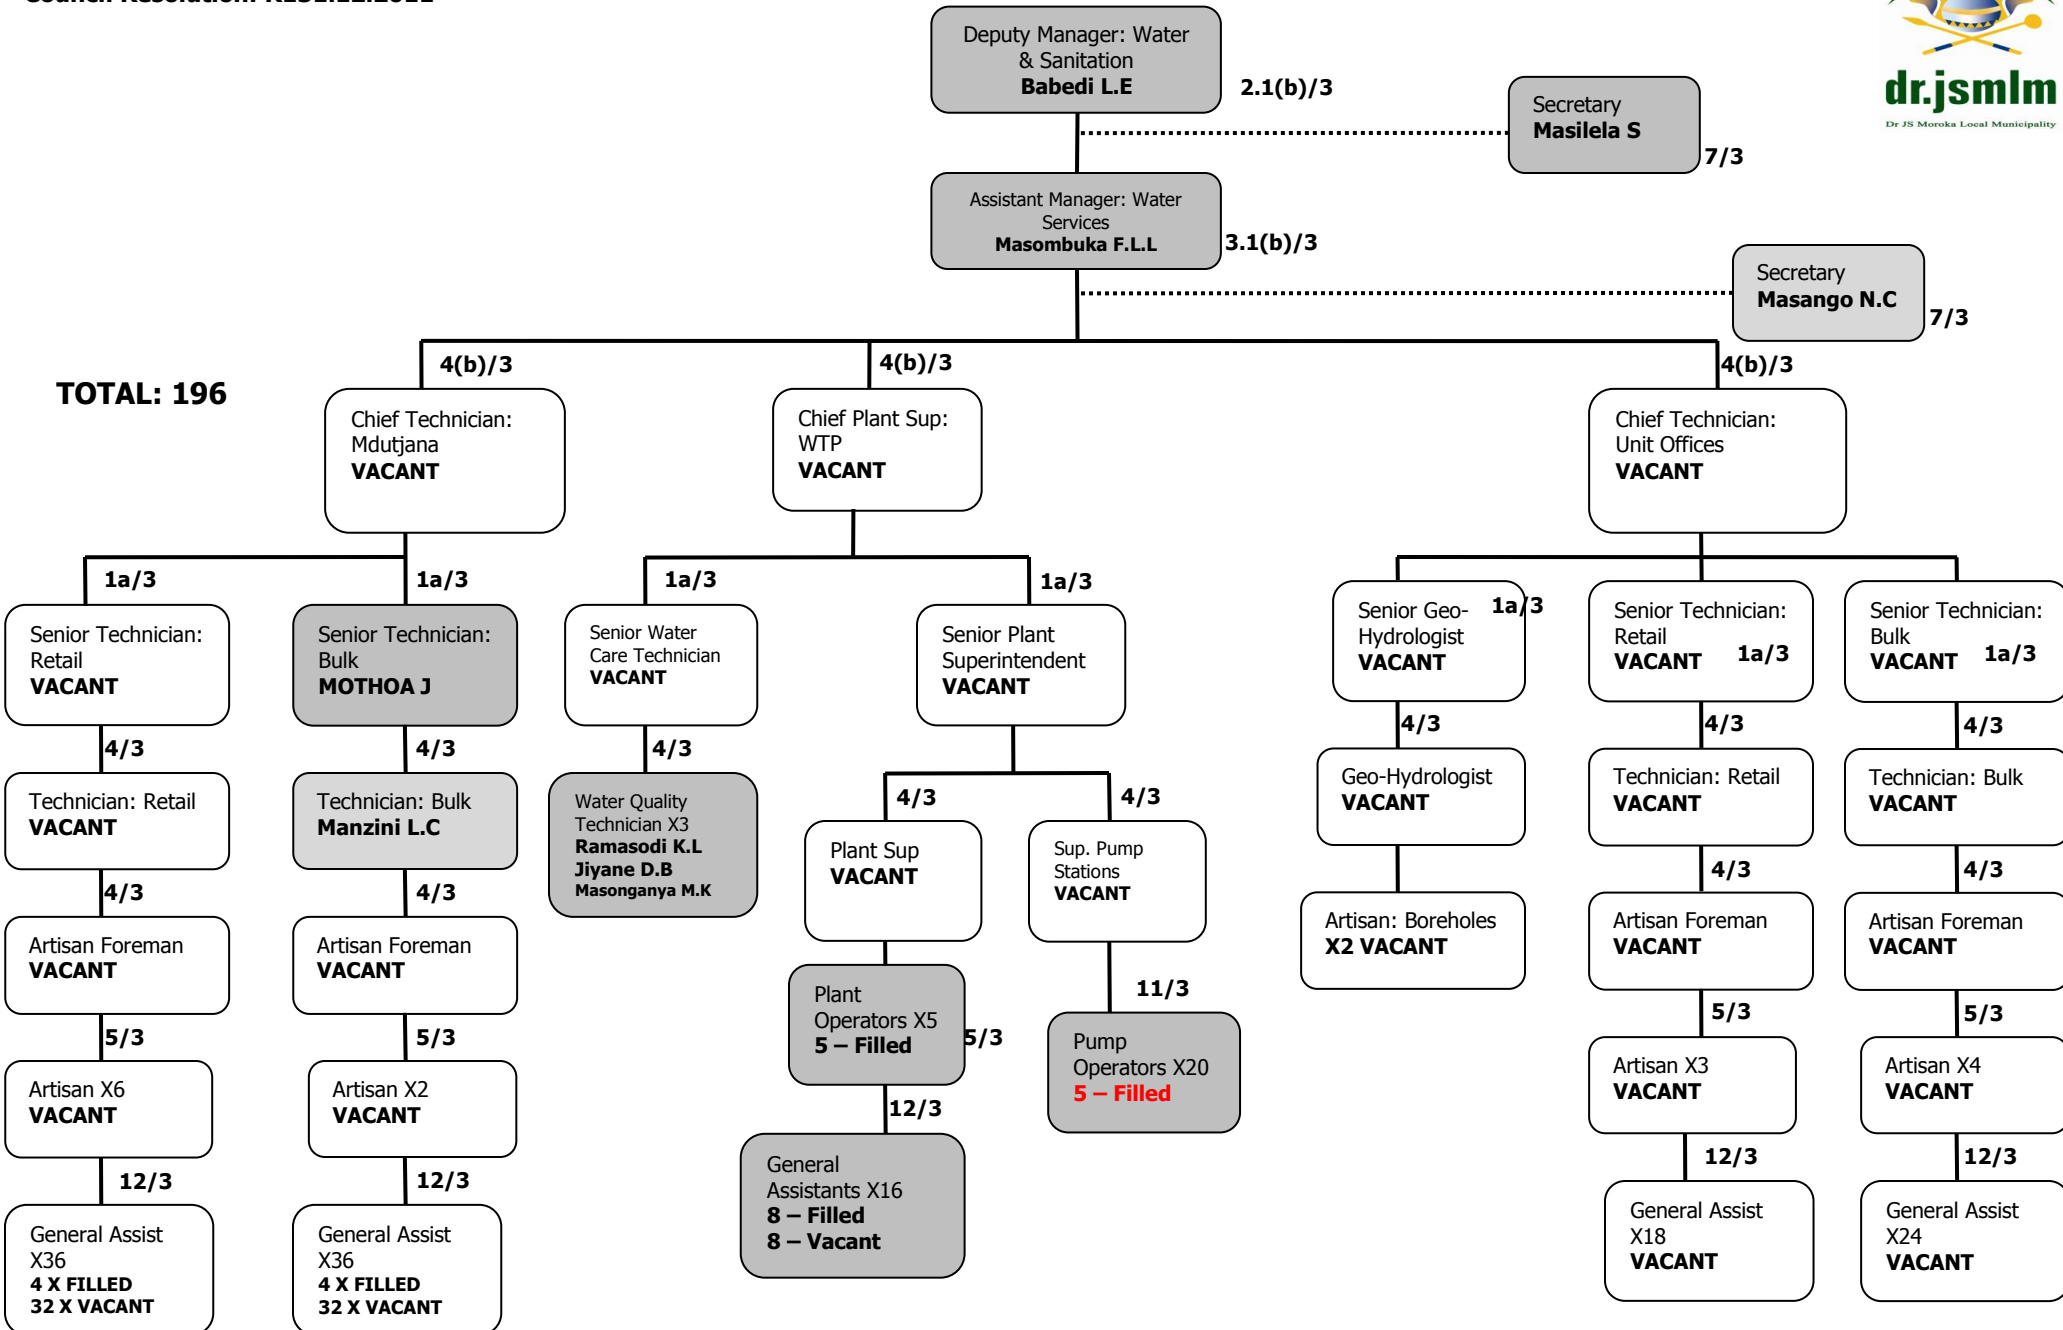 Council Resolution: R131.12.2011
Deputy Manager: Water
& Sanitation
Babedi L.E
2.1(b)/3
Secretary
Masilela S
7/3
dr.jsmlm
Dr JS Moroka Local Municipality
Assistant Manager: Water
Services
Masombuka F.L.L
3.1(b)/3
Secretary
Masango N.C
7/3
TOTAL: 196
4(b)/3
4(b)/3
4(b)/3
Chief Technician:
Mdutjana
VACANT
Chief Plant Sup:
WTP
VACANT
Chief Technician:
Unit Offices
VACANT
1a/3
1a/3
1a/3
1a/3
Senior Technician:
Retail
VACANT
Senior Technician:
Bulk
MOTHOA J
Senior Water
Care Technician
VACANT
Senior Plant
Superintendent
VACANT
Senior Geo-
Hydrologist
VACANT
1a/3
Senior Technician:
Retail
VACANT
1a/3
Senior Technician:
Bulk
VACANT
1a/3
4/3
4/3
4/3
4/3
4/3
4/3
Technician: Retail
VACANT
Technician: Bulk
Manzini L.C
Water Quality
Technician X3
Ramasodi K.L
Jiyane D.B
Masonganya M.K
4/3
4/3
Plant Sup
VACANT
Sup. Pump
Stations
VACANT
Geo-Hydrologist
VACANT
Technician: Retail
VACANT
Technician: Bulk
VACANT
4/3
4/3
4/3
4/3
Artisan Foreman
VACANT
Artisan Foreman
VACANT
Artisan: Boreholes
X2 VACANT
Artisan Foreman
VACANT
Artisan Foreman
VACANT
Plant
Operators X5
5 – Filled
5/3
11/3
Pump
Operators X20
5 – Filled
5/3
5/3
5/3
5/3
Artisan X6
VACANT
Artisan X2
VACANT
Artisan X3
VACANT
Artisan X4
VACANT
12/3
12/3
12/3
12/3
12/3
General
Assistants X16
8 – Filled
8 – Vacant
General Assist
X36
4 X FILLED
32 X VACANT
General Assist
X36
4 X FILLED
32 X VACANT
General Assist
X18
VACANT
General Assist
X24
VACANT